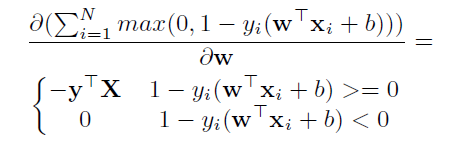 ∂(∑_{i=1}^{N} max(0, 1 − y_i(w^⊤x_i + b)))
∂w
=
{ −y^⊤X   1 − y_i(w^⊤x_i + b) >= 0
0   1 − y_i(w^⊤x_i + b) < 0